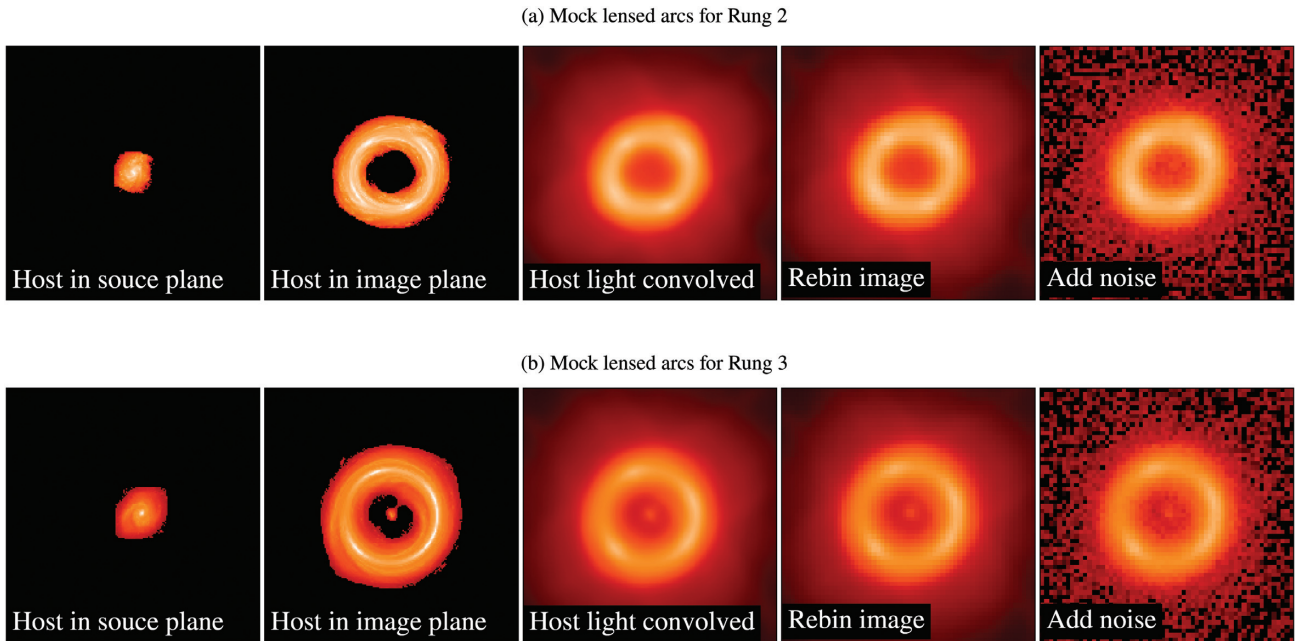 (a) Mock lensed arcs for Rung 2
Host in souce plane
Host in image plane
Host light convolved
Rebin image
Add noise
(b) Mock lensed arcs for Rung 3
Host in souce plane
Host in image plane
Host light convolved
Rebin image
Add noise